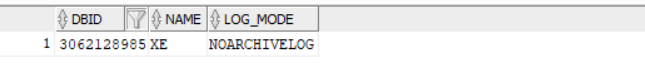 DBID NAME LOG_MODE
1 3062128985 XE NOARCHIVELOG